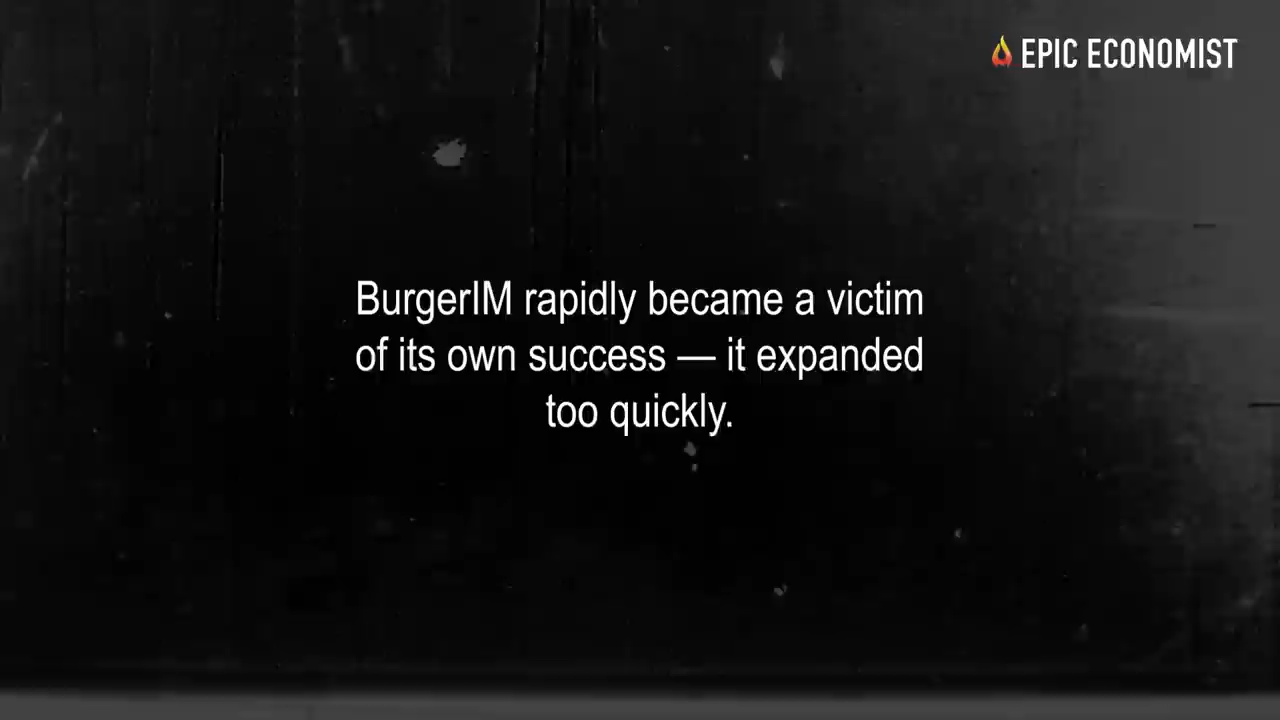 EPIC ECONOMIST
BurgerIM rapidly became a victim
of its own success — it expanded
too quickly.